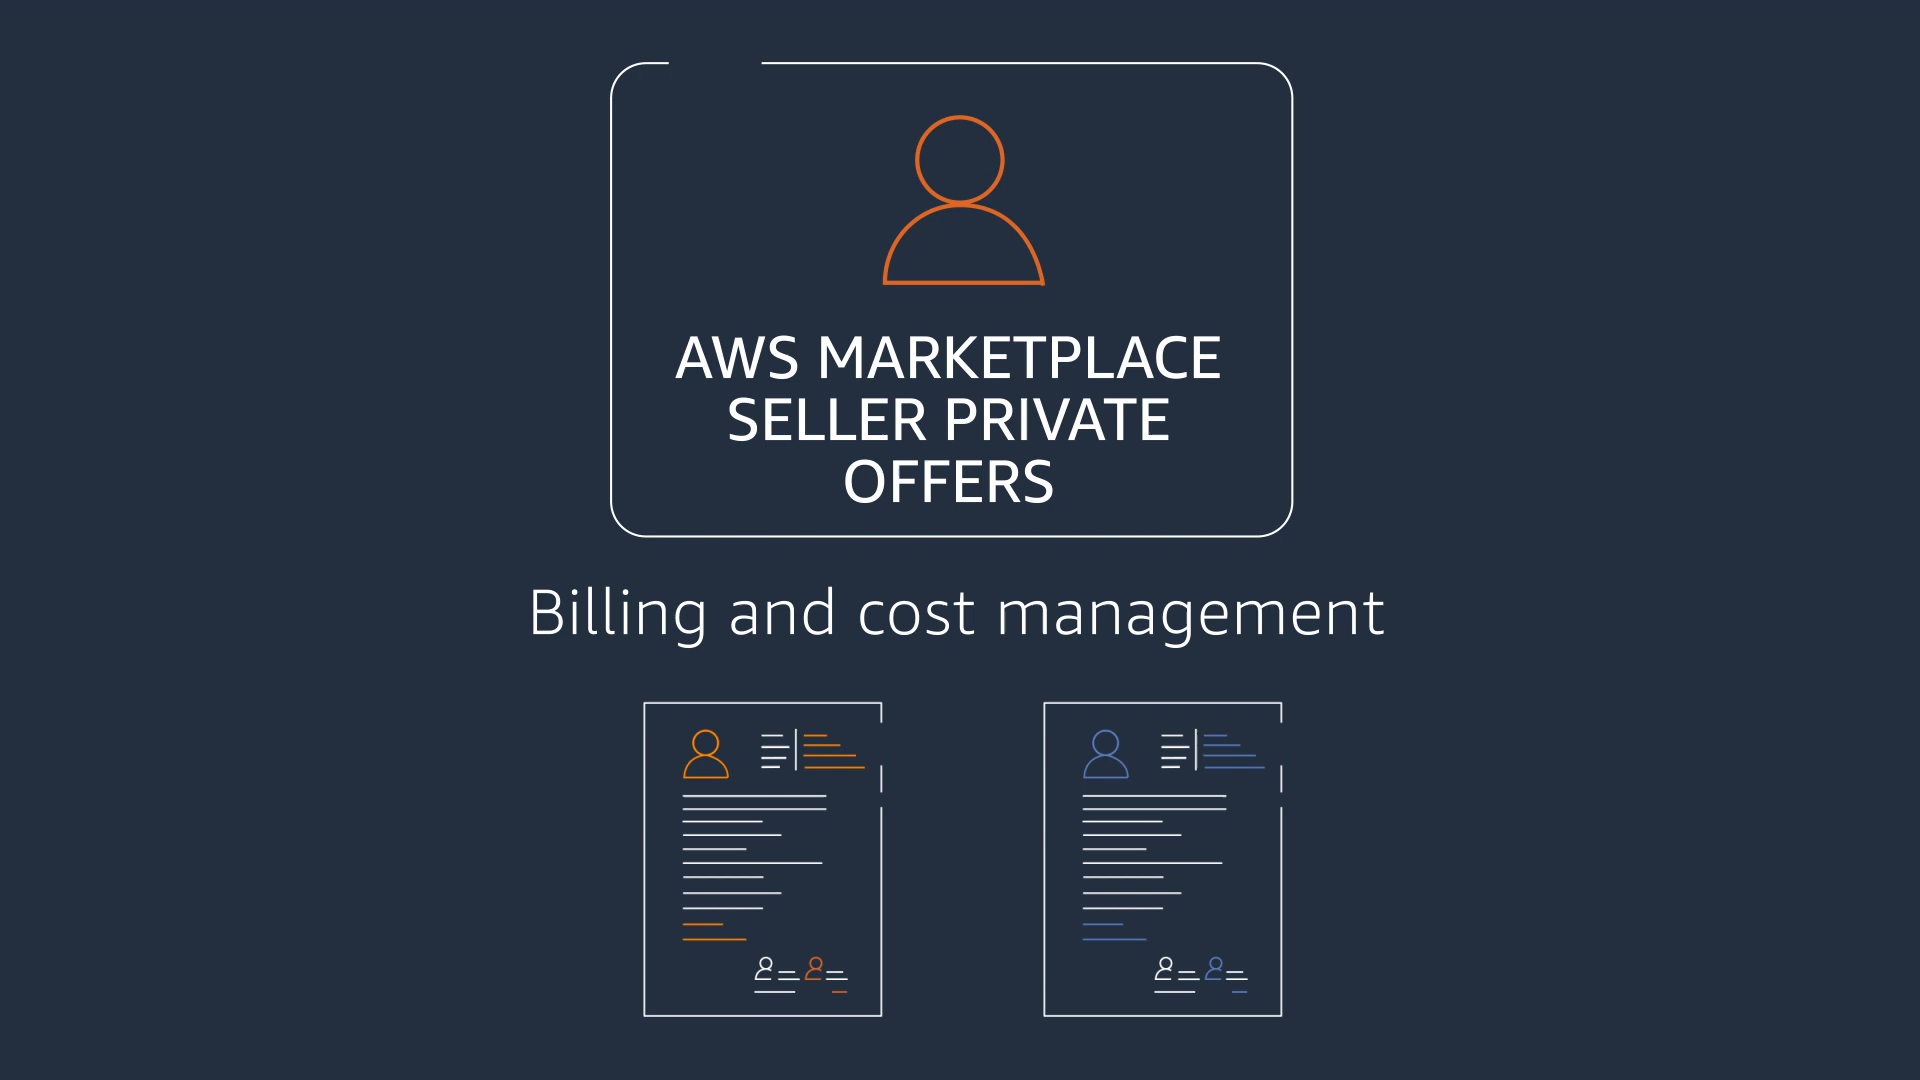 AWS MARKETPLACE
SELLER PRIVATE
OFFERS
Billing and cost management